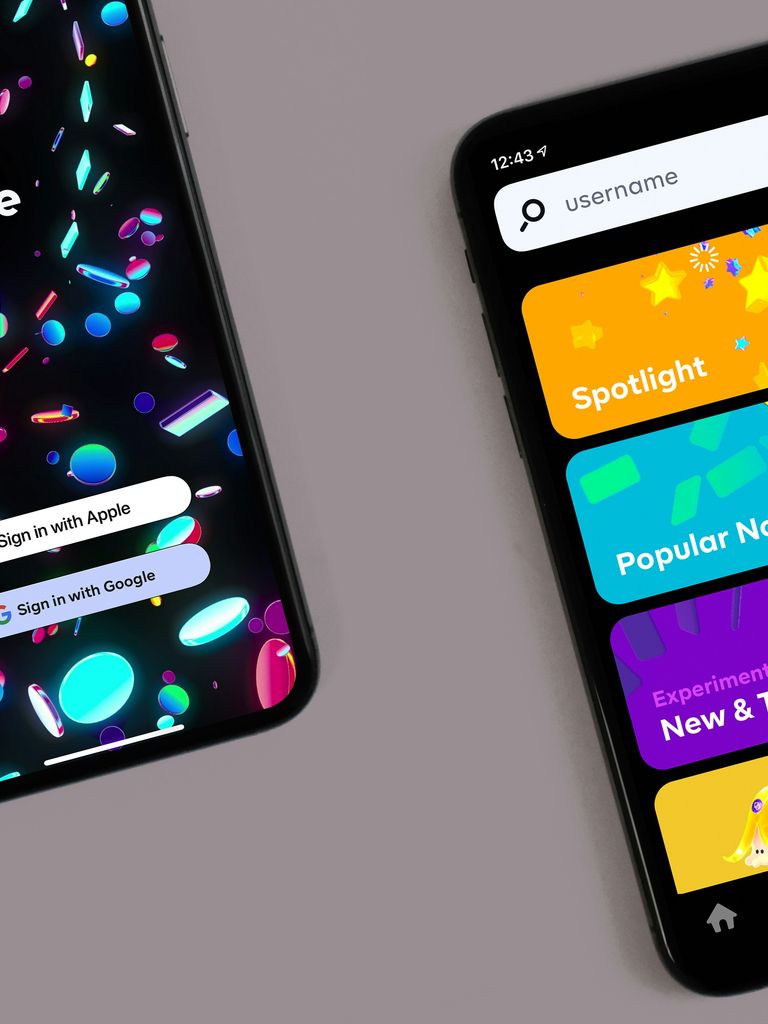 e
Sign in with Apple
Sign in with Google
12:43
username
Spotlight
Popular No
Experiment
New & T